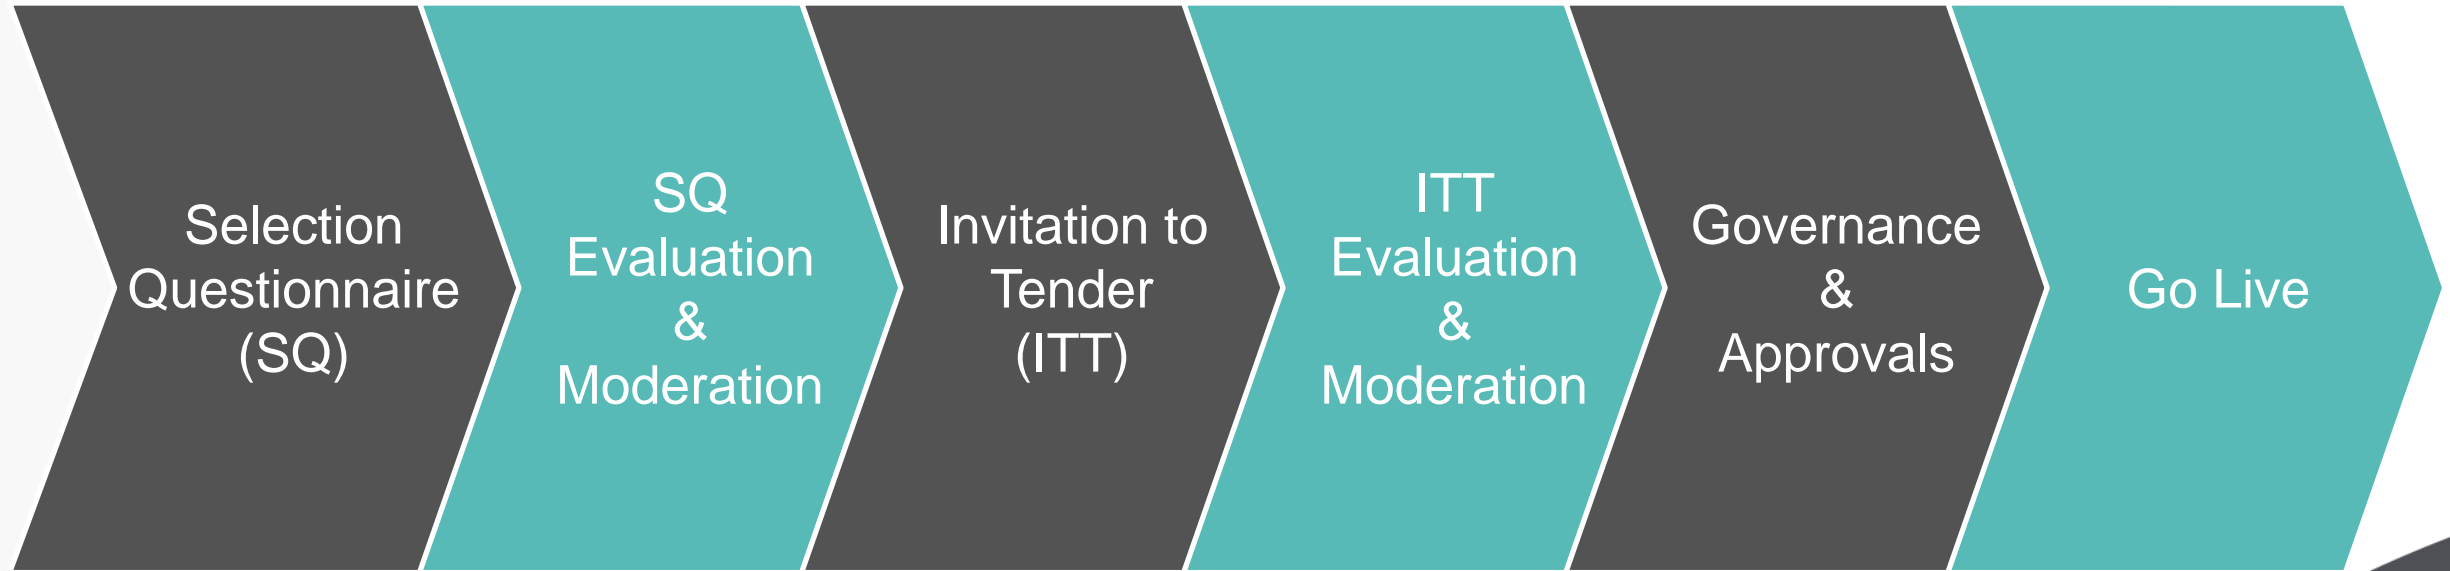 Selection
Questionnaire
(SQ)
SQ
Evaluation
&
Moderation
Invitation to
Tender
(ITT)
ITT
Evaluation
&
Moderation
Governance
&
Approvals
Go Live